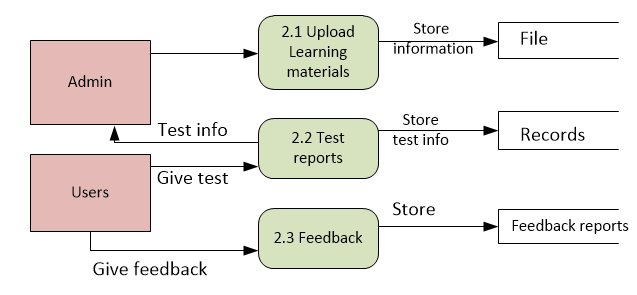 Admin
2.1 Upload
Learning
materials
Store
information
File
Test info
2.2 Test
reports
Store
test info
Records
Users
Give test
2.3 Feedback
Store
Feedback reports
Give feedback